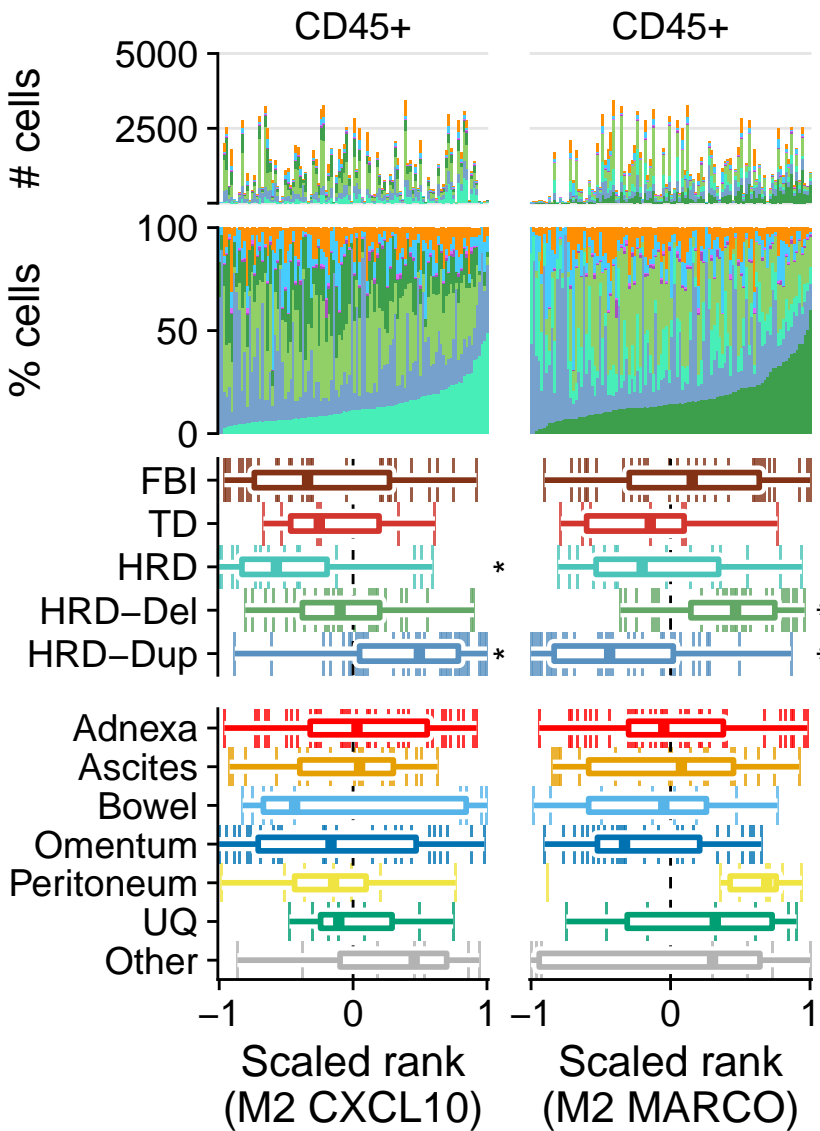 CD45+ CD45+
5000
2500
# cells
100
50
0
% cells
FBI
TD
HRD *
HRD−Del *
HRD−Dup * *
Adnexa
Ascites
Bowel
Omentum
Peritoneum
UQ
Other
−1 0 1 −1 0 1
Scaled rank Scaled rank
(M2 CXCL10) (M2 MARCO)